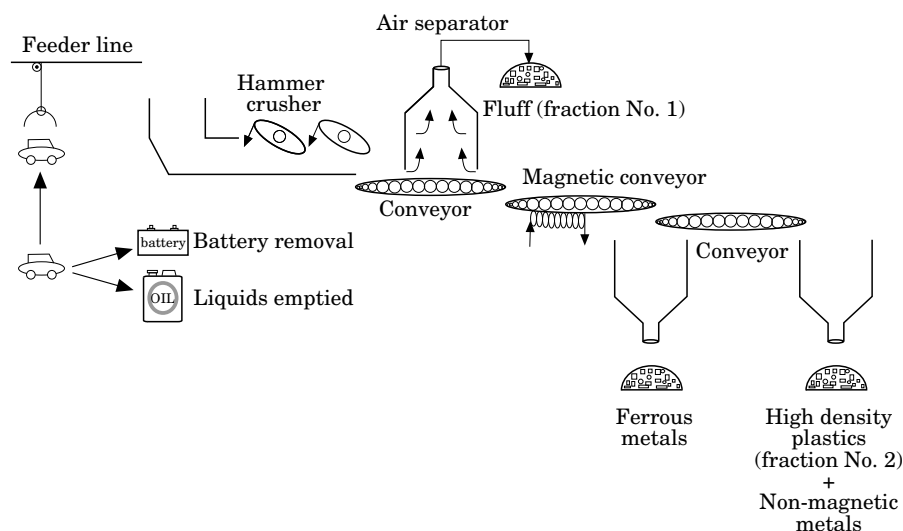 Air separator
Feeder line
Hammer
crusher
Fluff (fraction No. 1)
Magnetic conveyor
Conveyor
battery
Battery removal
Conveyor
OIL
Liquids emptied
Ferrous
metals
High density
plastics
(fraction No. 2)
+
Non-magnetic
metals